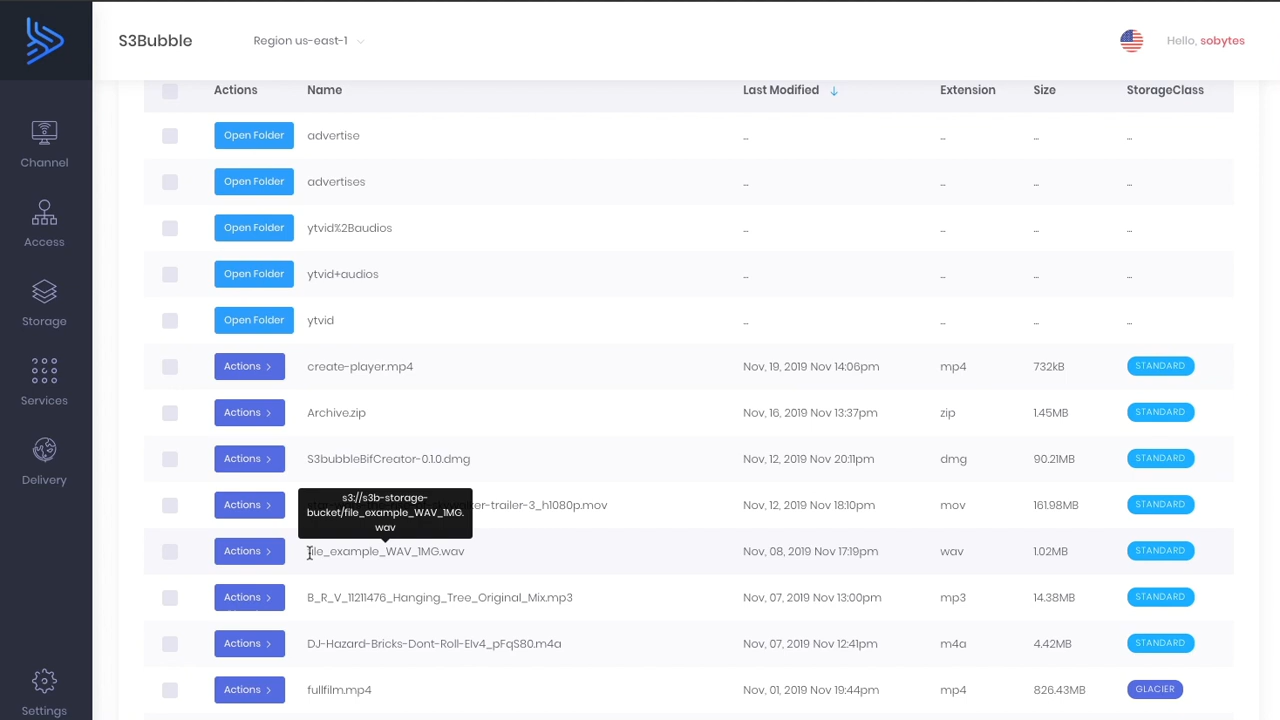 S3Bubble
Region us-east-1
Hello, sobytes
Channel
Access
Storage
Services
Delivery
Settings
Actions Name Last Modified ↓ Extension Size StorageClass
Open Folder advertise -- -- -- --
Open Folder advertises -- -- -- --
Open Folder ytvid%2Baudios -- -- -- --
Open Folder ytvid+audios -- -- -- --
Open Folder ytvid -- -- -- --
Actions > create-player.mp4 Nov, 19, 2019 Nov 14:06pm mp4 732kB STANDARD
Actions > Archive.zip Nov, 16, 2019 Nov 13:37pm zip 1.45MB STANDARD
Actions > S3bubbleBifCreator-0.1.0.dmg Nov, 12, 2019 Nov 20:11pm dmg 90.21MB STANDARD
Actions > er-trailer-3_h1080p.mov Nov, 12, 2019 Nov 18:10pm mov 161.98MB STANDARD
s3://s3b-storage-
bucket/file_example_WAV_1MG.
wav
Actions > file_example_WAV_1MG.wav Nov, 08, 2019 Nov 17:19pm wav 1.02MB STANDARD
Actions > B_R_V_11211476_Hanging_Tree_Original_Mix.mp3 Nov, 07, 2019 Nov 13:00pm mp3 14.38MB STANDARD
Actions > DJ-Hazard-Bricks-Dont-Roll-EIv4_pFqS80.m4a Nov, 07, 2019 Nov 12:41pm m4a 4.42MB STANDARD
Actions > fullfilm.mp4 Nov, 01, 2019 Nov 19:44pm mp4 826.43MB GLACIER